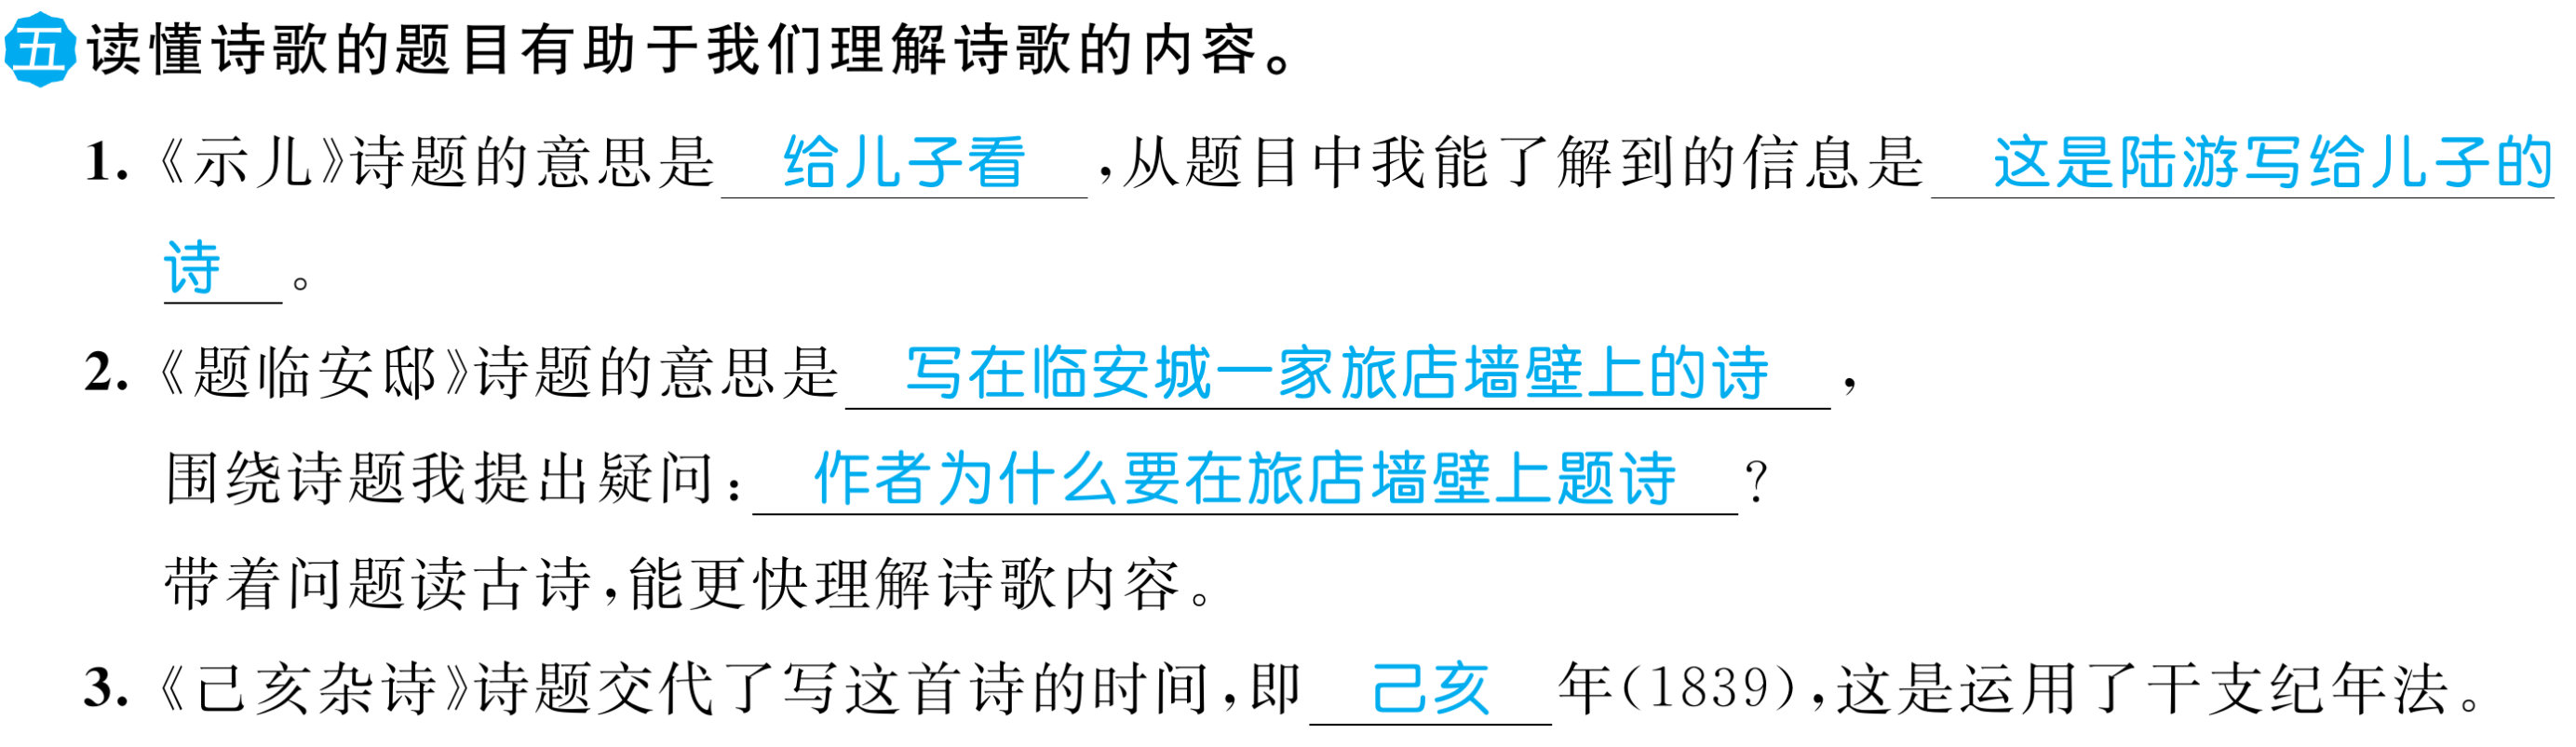 五 读懂诗歌的题目有助于我们理解诗歌的内容。
1.《示儿》诗题的意思是 给儿子看 ,从题目中我能了解到的信息是 这是陆游写给儿子的
诗 。
2.《题临安邸》诗题的意思是 写在临安城一家旅店墙壁上的诗 ,
围绕诗题我提出疑问: 作者为什么要在旅店墙壁上题诗 ?
带着问题读古诗,能更快理解诗歌内容。
3.《己亥杂诗》诗题交代了写这首诗的时间,即 己亥 年(1839),这是运用了干支纪年法。